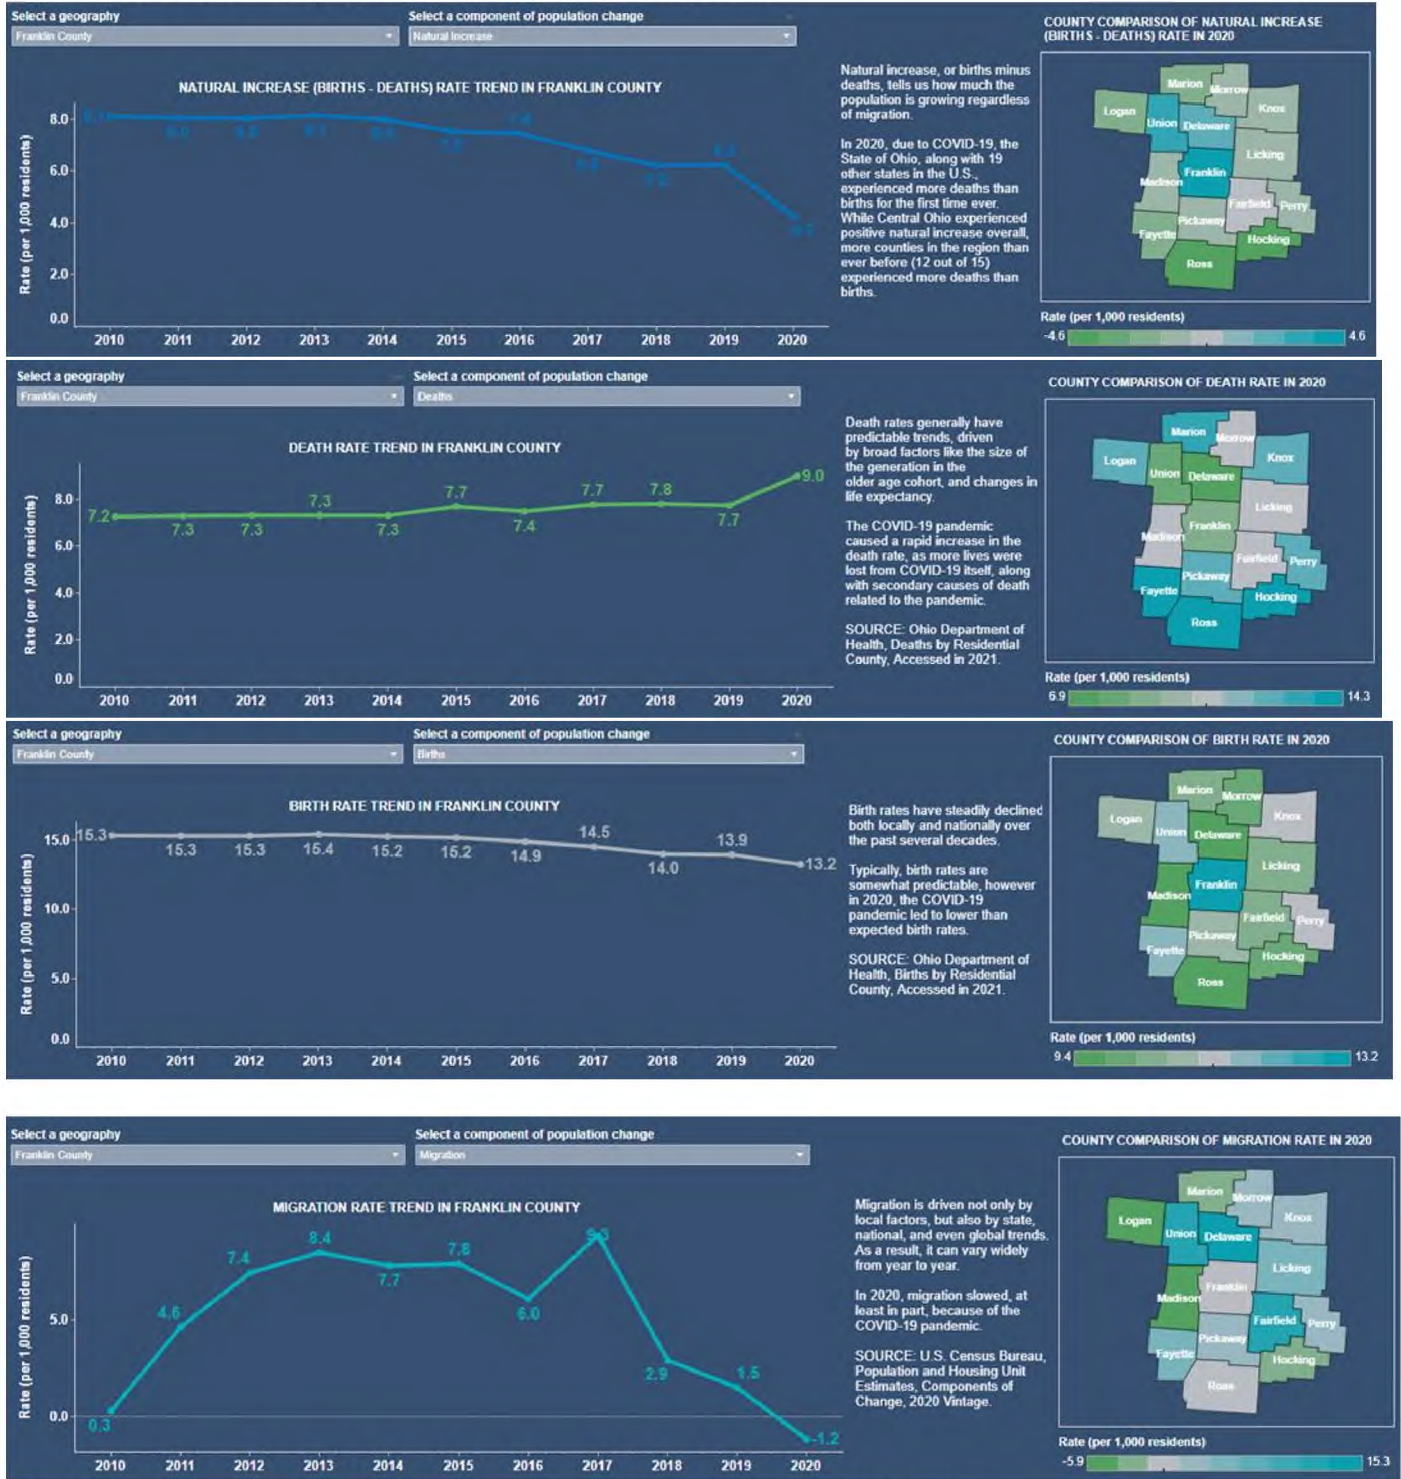 Select a geography
Select a component of population change
Franklin County
Natural Increase
NATURAL INCREASE (BIRTHS - DEATHS) RATE TREND IN FRANKLIN COUNTY
Rate (per 1,000 residents)
8.0
6.0
4.0
2.0
0.0
8.1
8.0
8.0
8.1
6.2
2010 2011 2012 2013 2014 2015 2016 2017 2018 2019 2020
Natural increase, or births minus
deaths, tells us how much the
population is growing regardless
of migration.
In 2020, due to COVID-19, the
State of Ohio, along with 19
other states in the U.S.,
experienced more deaths than
births for the first time ever.
While Central Ohio experienced
positive natural increase overall,
more counties in the region than
ever before (12 out of 15)
experienced more deaths than
births.
COUNTY COMPARISON OF NATURAL INCREASE
(BIRTHS - DEATHS) RATE IN 2020
Marion
Morrow
Logan
Knox
Union
Delaware
Licking
Franklin
Madison
Fairfield
Perry
Pickaway
Fayette
Hocking
Ross
Rate (per 1,000 residents)
-4.6
4.6
Select a geography
Select a component of population change
Franklin County
Deaths
DEATH RATE TREND IN FRANKLIN COUNTY
Rate (per 1,000 residents)
8.0
6.0
4.0
2.0
0.0
7.2
7.3
7.3
7.3
7.3
7.7
7.4
7.7
7.8
7.7
9.0
2010 2011 2012 2013 2014 2015 2016 2017 2018 2019 2020
Death rates generally have
predictable trends, driven
by broad factors like the size of
the generation in the
older age cohort, and changes in
life expectancy.
The COVID-19 pandemic
caused a rapid increase in the
death rate, as more lives were
lost from COVID-19 itself, along
with secondary causes of death
related to the pandemic.
SOURCE: Ohio Department of
Health, Deaths by Residential
County, Accessed in 2021.
COUNTY COMPARISON OF DEATH RATE IN 2020
Marion
Morrow
Logan
Knox
Union
Delaware
Licking
Franklin
Madison
Fairfield
Perry
Pickaway
Fayette
Hocking
Ross
Rate (per 1,000 residents)
6.9
14.3
Select a geography
Select a component of population change
Franklin County
Births
BIRTH RATE TREND IN FRANKLIN COUNTY
Rate (per 1,000 residents)
15.0
10.0
5.0
0.0
15.3
15.3
15.3
15.4
15.2
15.2
14.9
14.5
14.0
13.9
13.2
2010 2011 2012 2013 2014 2015 2016 2017 2018 2019 2020
Birth rates have steadily declined
both locally and nationally over
the past several decades.
Typically, birth rates are
somewhat predictable, however
in 2020, the COVID-19
pandemic led to lower than
expected birth rates.
SOURCE: Ohio Department of
Health, Births by Residential
County, Accessed in 2021.
COUNTY COMPARISON OF BIRTH RATE IN 2020
Marion
Morrow
Logan
Knox
Union
Delaware
Licking
Franklin
Madison
Fairfield
Perry
Pickaway
Fayette
Hocking
Ross
Rate (per 1,000 residents)
9.4
13.2
Select a geography
Select a component of population change
Franklin County
Migration
MIGRATION RATE TREND IN FRANKLIN COUNTY
Rate (per 1,000 residents)
5.0
0.0
0.3
4.6
7.4
8.4
7.7
7.8
6.0
9.3
2.9
1.5
-1.2
2010 2011 2012 2013 2014 2015 2016 2017 2018 2019 2020
Migration is driven not only by
local factors, but also by state,
national, and even global trends.
As a result, it can vary widely
from year to year.
In 2020, migration slowed, at
least in part, because of the
COVID-19 pandemic.
SOURCE: U.S. Census Bureau,
Population and Housing Unit
Estimates, Components of
Change, 2020 Vintage.
COUNTY COMPARISON OF MIGRATION RATE IN 2020
Marion
Morrow
Logan
Knox
Union
Delaware
Licking
Franklin
Madison
Fairfield
Perry
Pickaway
Fayette
Hocking
Ross
Rate (per 1,000 residents)
-5.9
15.3